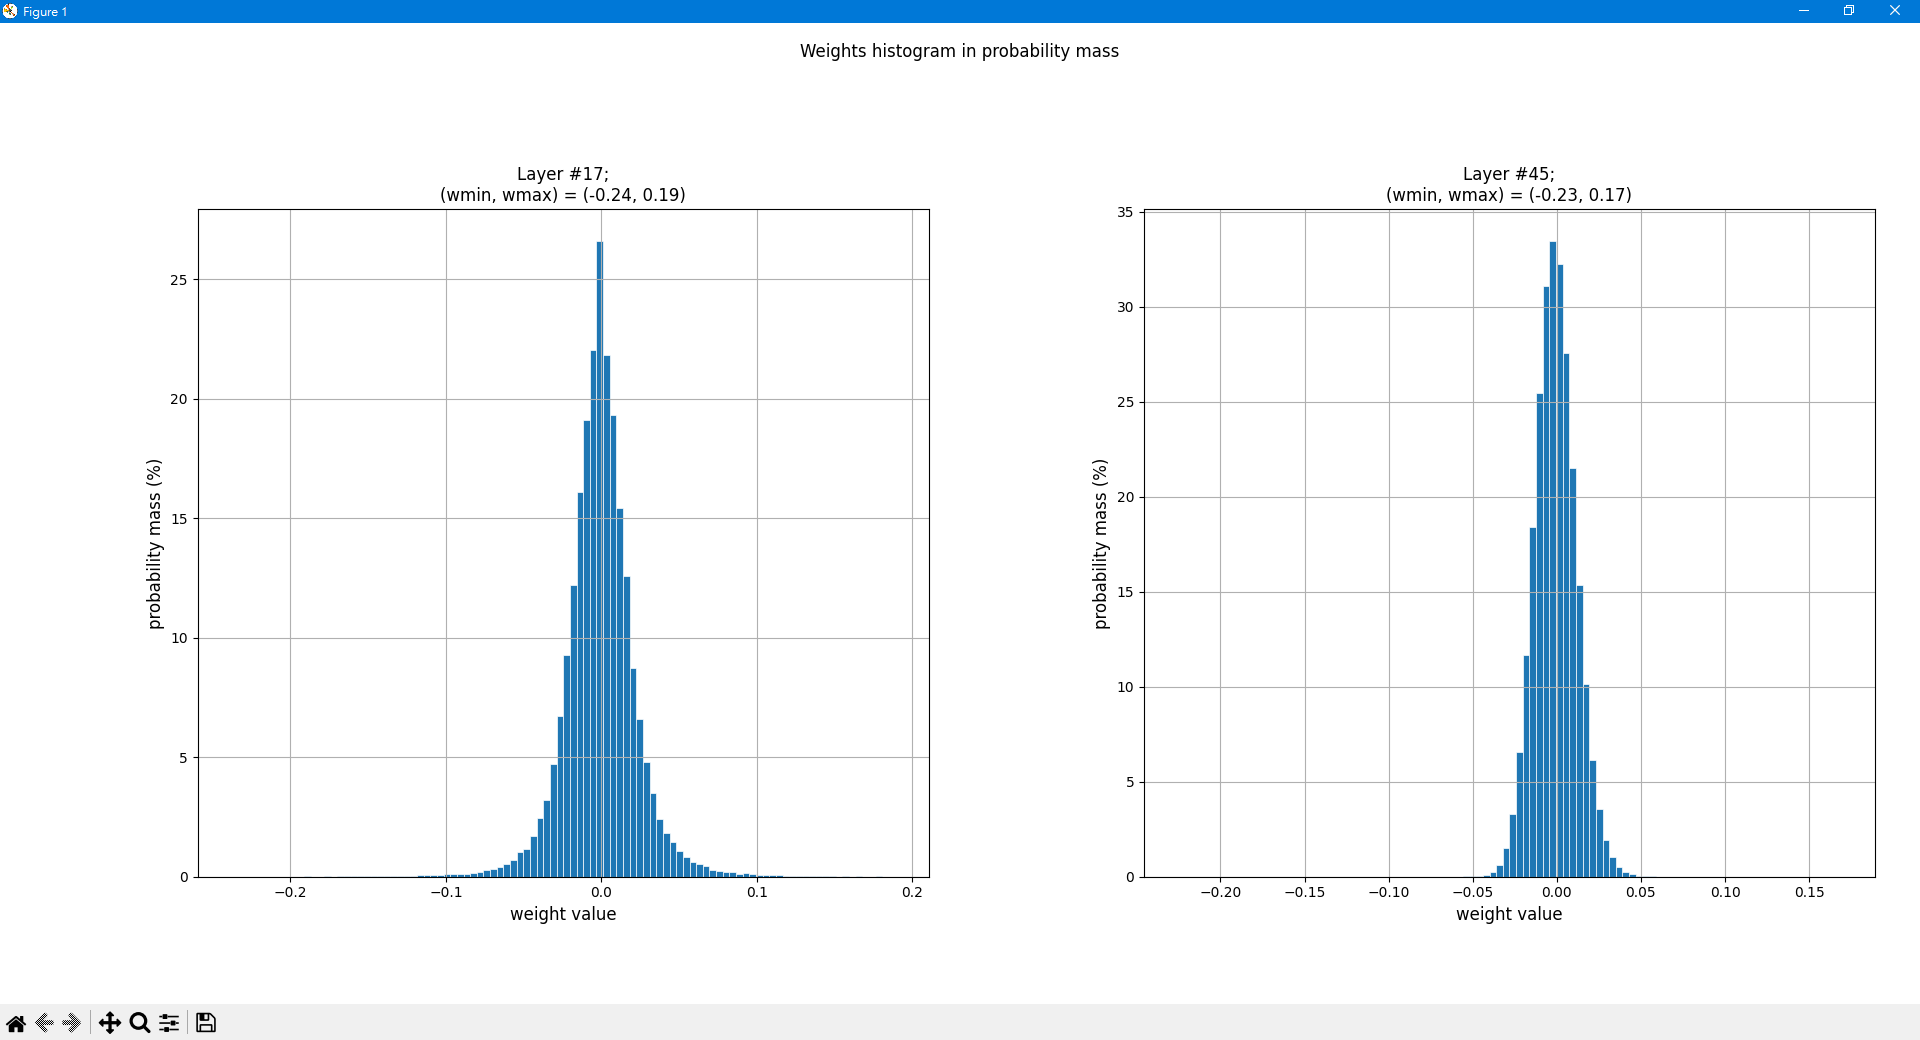 Figure 1
Weights histogram in probability mass
Layer #17;
(wmin, wmax) = (-0.24, 0.19)
25
20
15
10
5
0
probability mass (%)
−0.2 −0.1 0.0 0.1 0.2
weight value
Layer #45;
(wmin, wmax) = (-0.23, 0.17)
35
30
25
20
15
10
5
0
probability mass (%)
−0.20 −0.15 −0.10 −0.05 0.00 0.05 0.10 0.15
weight value